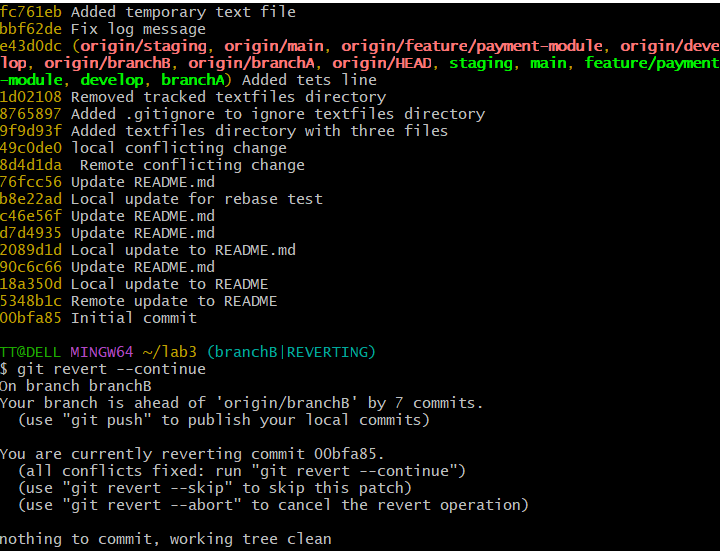 fc761eb Added temporary text file
bbf62de Fix log message
e43d0dc (origin/staging, origin/main, origin/feature/payment-module, origin/deve
lop, origin/branchB, origin/branchA, origin/HEAD, staging, main, feature/payment
-module, develop, branchA) Added tets line
1d02108 Removed tracked textfiles directory
8765897 Added .gitignore to ignore textfiles directory
9f9d93f Added textfiles directory with three files
49c0de0 local conflicting change
8d4d1da  Remote conflicting change
76fcc56 Update README.md
b8e22ad Local update for rebase test
c46e56f Update README.md
d7d4935 Update README.md
2089d1d Local update to README.md
90c6c66 Update README.md
18a350d Local update to README
5348b1c Remote update to README
00bfa85 Initial commit
TT@DELL MINGW64 ~/lab3 (branchB|REVERTING)
$ git revert --continue
On branch branchB
Your branch is ahead of 'origin/branchB' by 7 commits.
  (use "git push" to publish your local commits)
You are currently reverting commit 00bfa85.
  (all conflicts fixed: run "git revert --continue")
  (use "git revert --skip" to skip this patch)
  (use "git revert --abort" to cancel the revert operation)
nothing to commit, working tree clean